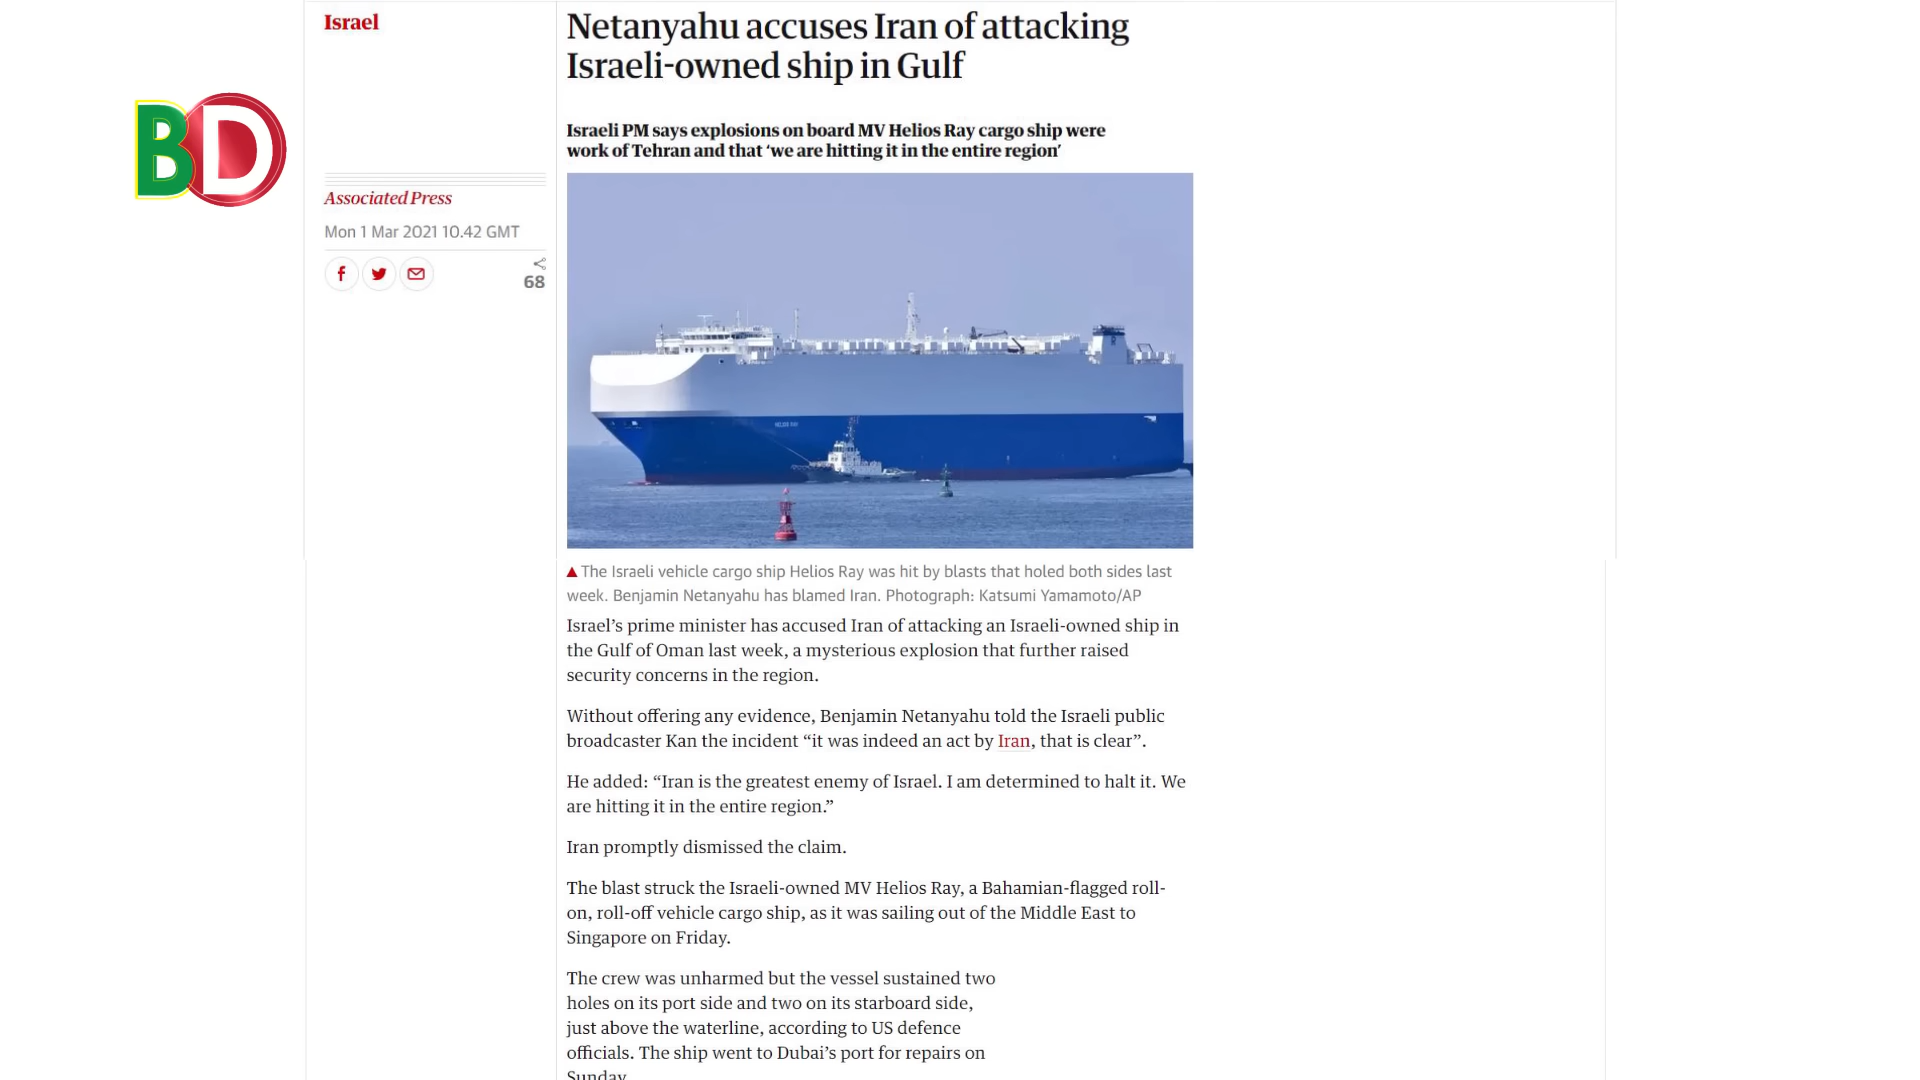 Israel
BD
Associated Press
Mon 1 Mar 2021 10.42 GMT
68
Netanyahu accuses Iran of attacking
Israeli-owned ship in Gulf
Israeli PM says explosions on board MV Helios Ray cargo ship were
work of Tehran and that ‘we are hitting it in the entire region’
HELIOS RAY
The Israeli vehicle cargo ship Helios Ray was hit by blasts that holed both sides last
week. Benjamin Netanyahu has blamed Iran. Photograph: Katsumi Yamamoto/AP
Israel’s prime minister has accused Iran of attacking an Israeli-owned ship in
the Gulf of Oman last week, a mysterious explosion that further raised
security concerns in the region.
Without offering any evidence, Benjamin Netanyahu told the Israeli public
broadcaster Kan the incident “it was indeed an act by Iran, that is clear”.
He added: “Iran is the greatest enemy of Israel. I am determined to halt it. We
are hitting it in the entire region.”
Iran promptly dismissed the claim.
The blast struck the Israeli-owned MV Helios Ray, a Bahamian-flagged roll-
on, roll-off vehicle cargo ship, as it was sailing out of the Middle East to
Singapore on Friday.
The crew was unharmed but the vessel sustained two
holes on its port side and two on its starboard side,
just above the waterline, according to US defence
officials. The ship went to Dubai’s port for repairs on
Sunday.